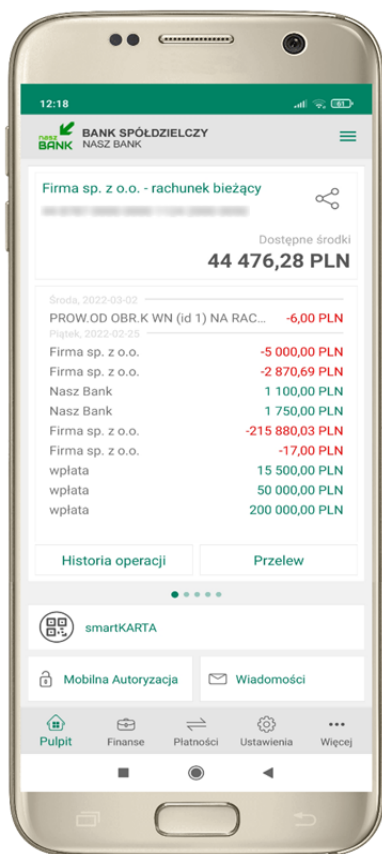 12:18
61
nasz BANK
BANK SPÓŁDZIELCZY
NASZ BANK
Firma sp. z o.o. - rachunek bieżący
Dostępne środki
44 476,28 PLN
Środa, 2022-03-02
PROW.OD OBR.K WN (id 1) NA RAC... -6,00 PLN
Piątek, 2022-02-25
Firma sp. z o.o. -5 000,00 PLN
Firma sp. z o.o. -2 870,69 PLN
Nasz Bank 1 100,00 PLN
Nasz Bank 1 750,00 PLN
Firma sp. z o.o. -215 880,03 PLN
Firma sp. z o.o. -17,00 PLN
wpłata 15 500,00 PLN
wpłata 50 000,00 PLN
wpłata 200 000,00 PLN
Historia operacji Przelew
smartKARTA
Mobilna Autoryzacja Wiadomości
Pulpit Finanse Płatności Ustawienia Więcej